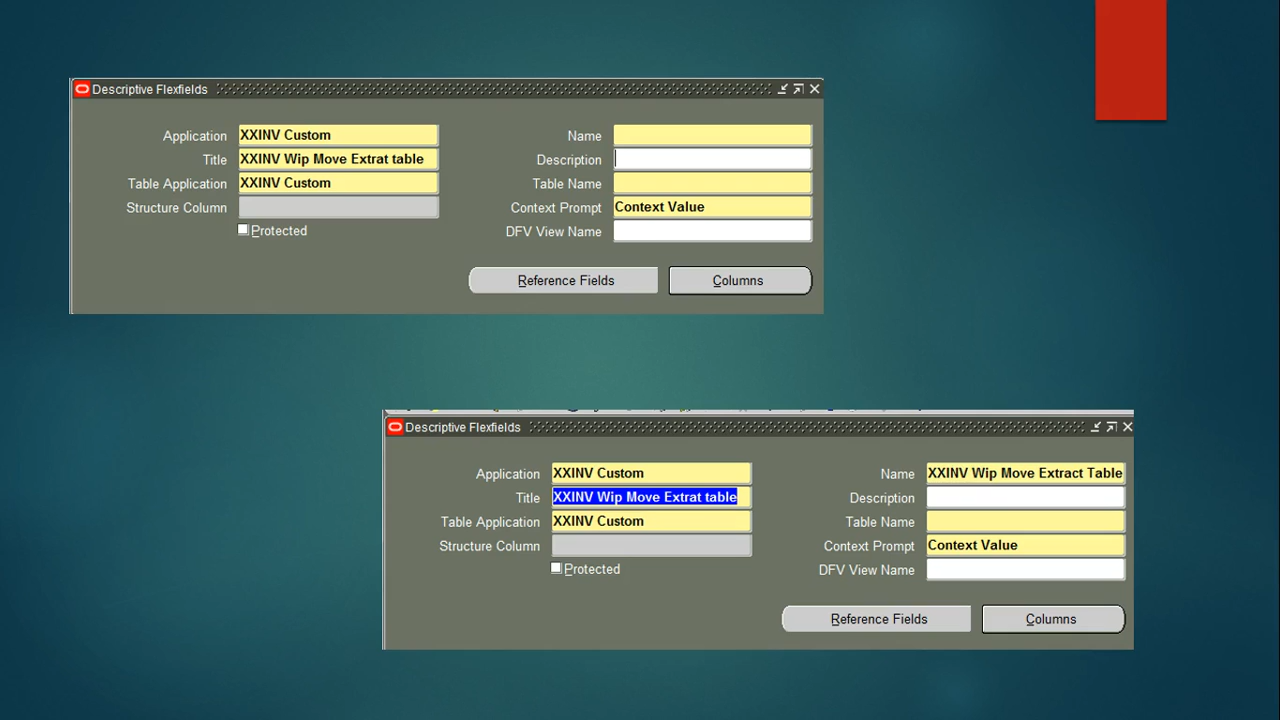 Descriptive Flexfields
Application XXINV Custom Name
Title XXINV Wip Move Extrat table Description
Table Application XXINV Custom Table Name
Structure Column Context Prompt Context Value
Protected DFV View Name
Reference Fields Columns
Descriptive Flexfields
Application XXINV Custom Name XXINV Wip Move Extract Table
Title XXINV Wip Move Extrat table Description
Table Application XXINV Custom Table Name
Structure Column Context Prompt Context Value
Protected DFV View Name
Reference Fields Columns